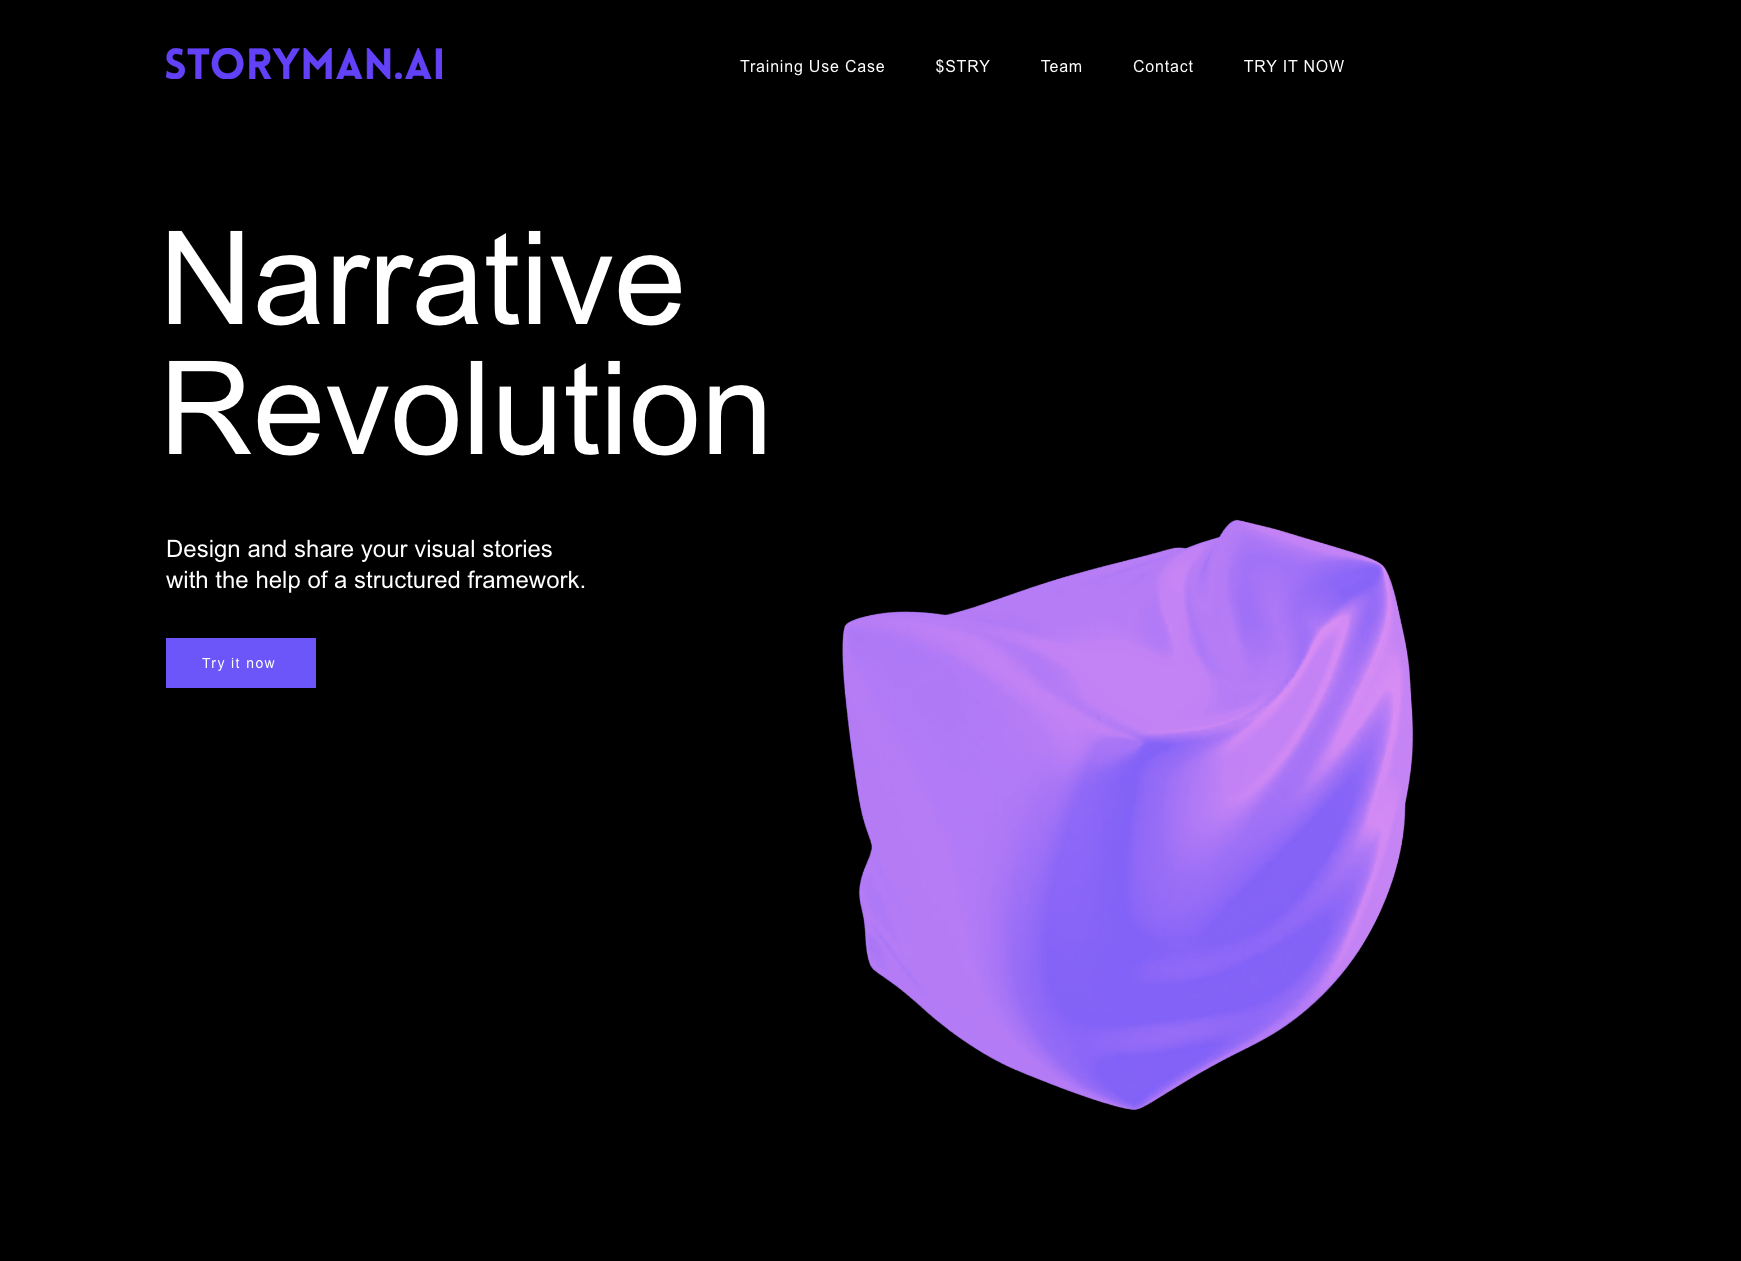 STORYMAN.AI
Training Use Case $STRY Team Contact TRY IT NOW
Narrative
Revolution
Design and share your visual stories
with the help of a structured framework.
Try it now